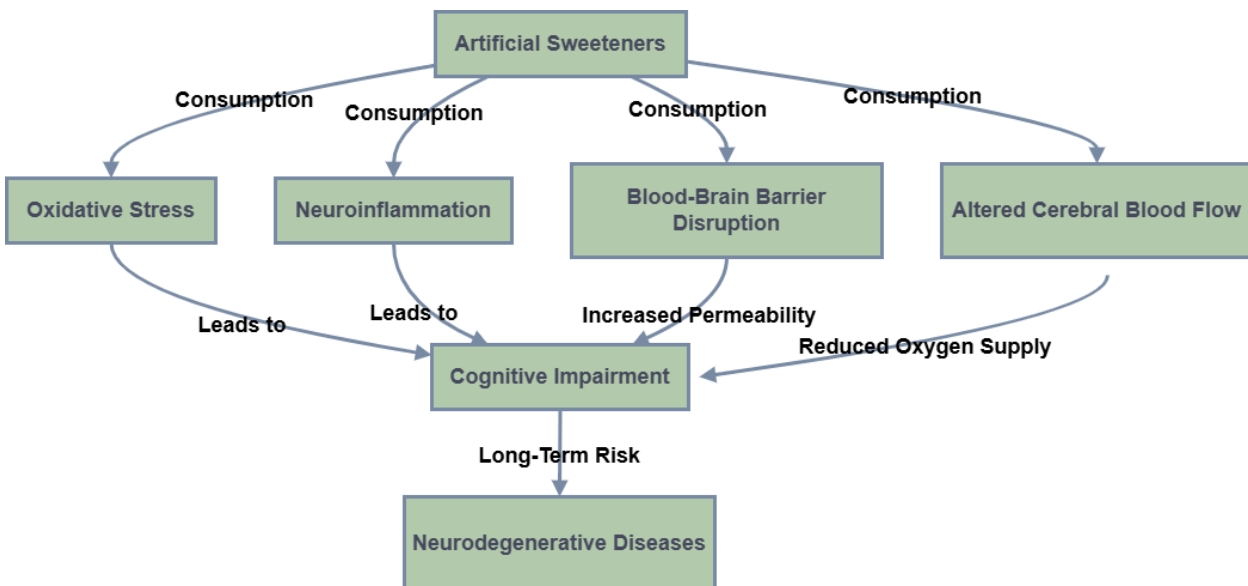 Artificial Sweeteners
Consumption
Consumption
Consumption
Consumption
Oxidative Stress
Neuroinflammation
Blood-Brain Barrier
Disruption
Altered Cerebral Blood Flow
Leads to
Leads to
Increased Permeability
Reduced Oxygen Supply
Cognitive Impairment
Long-Term Risk
Neurodegenerative Diseases